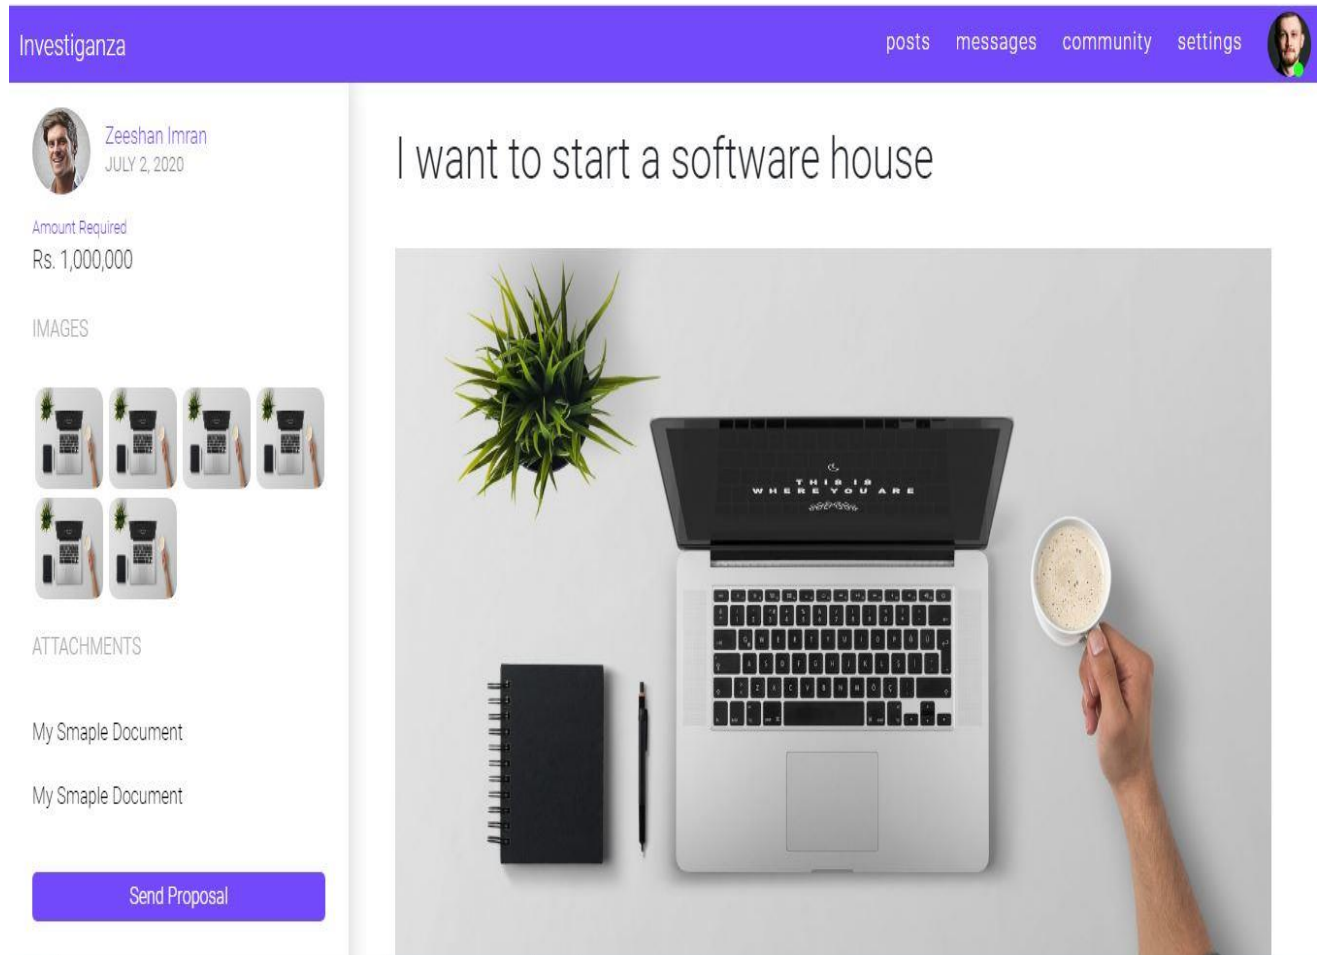 Investiganza
posts messages community settings
Zeeshan Imran
JULY 2, 2020
Amount Required
Rs. 1,000,000
IMAGES
ATTACHMENTS
My Smaple Document
My Smaple Document
Send Proposal
I want to start a software house
THIS IS
WHERE YOU ARE